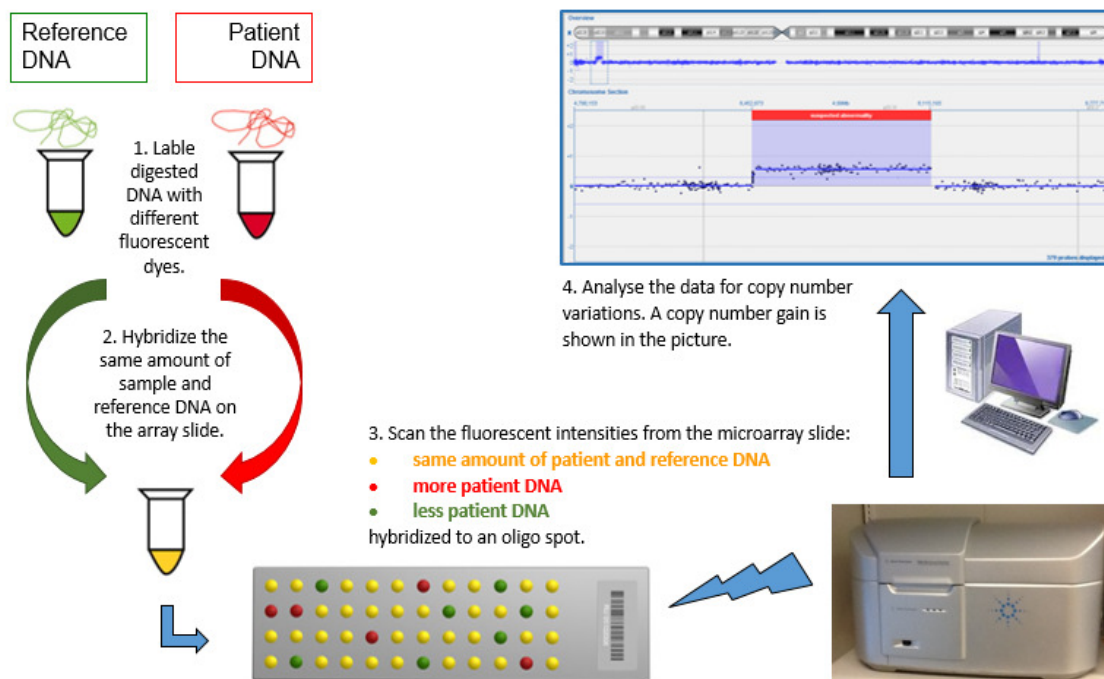 Reference
DNA
Patient
DNA
1. Lable
digested
DNA with
different
fluorescent
dyes.
2. Hybridize the
same amount of
sample and
reference DNA on
the array slide.
3. Scan the fluorescent intensities from the microarray slide:
same amount of patient and reference DNA
more patient DNA
less patient DNA
hybridized to an oligo spot.
Overview
Chromosome Section
suspected abnormality
379 probes displayed
4. Analyse the data for copy number
variations. A copy number gain is
shown in the picture.